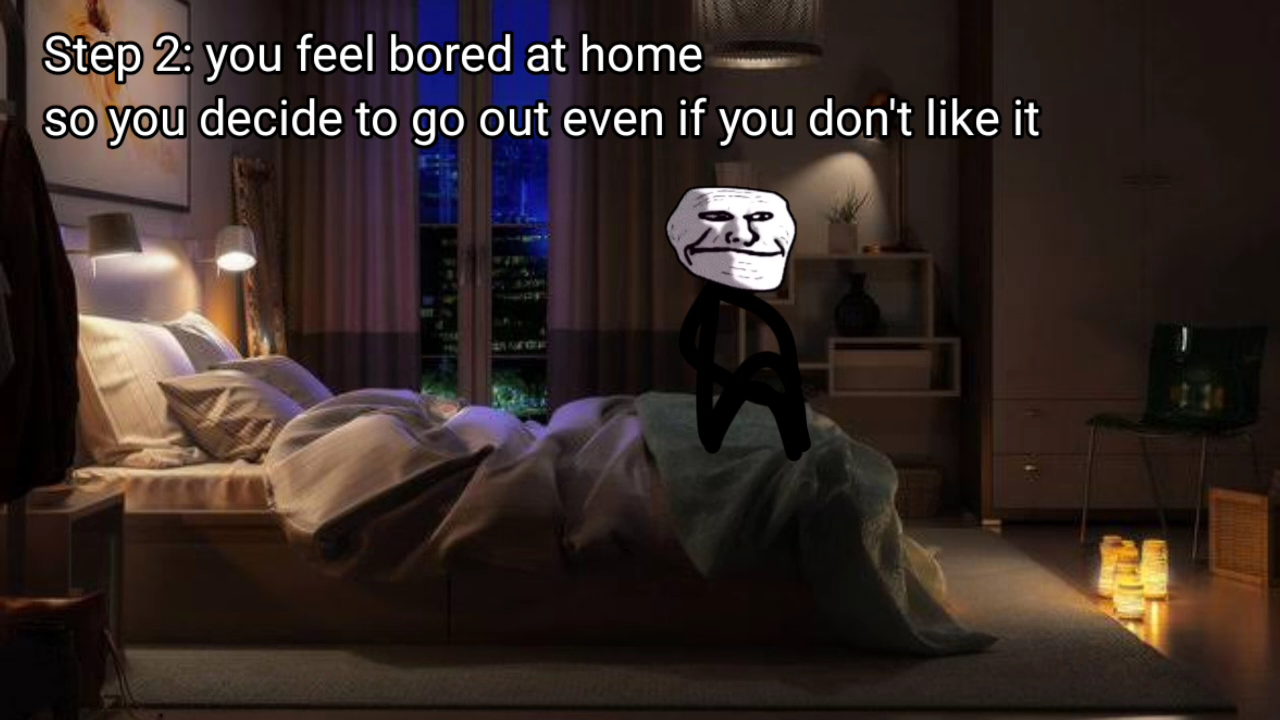 Step 2: you feel bored at home
so you decide to go out even if you don't like it